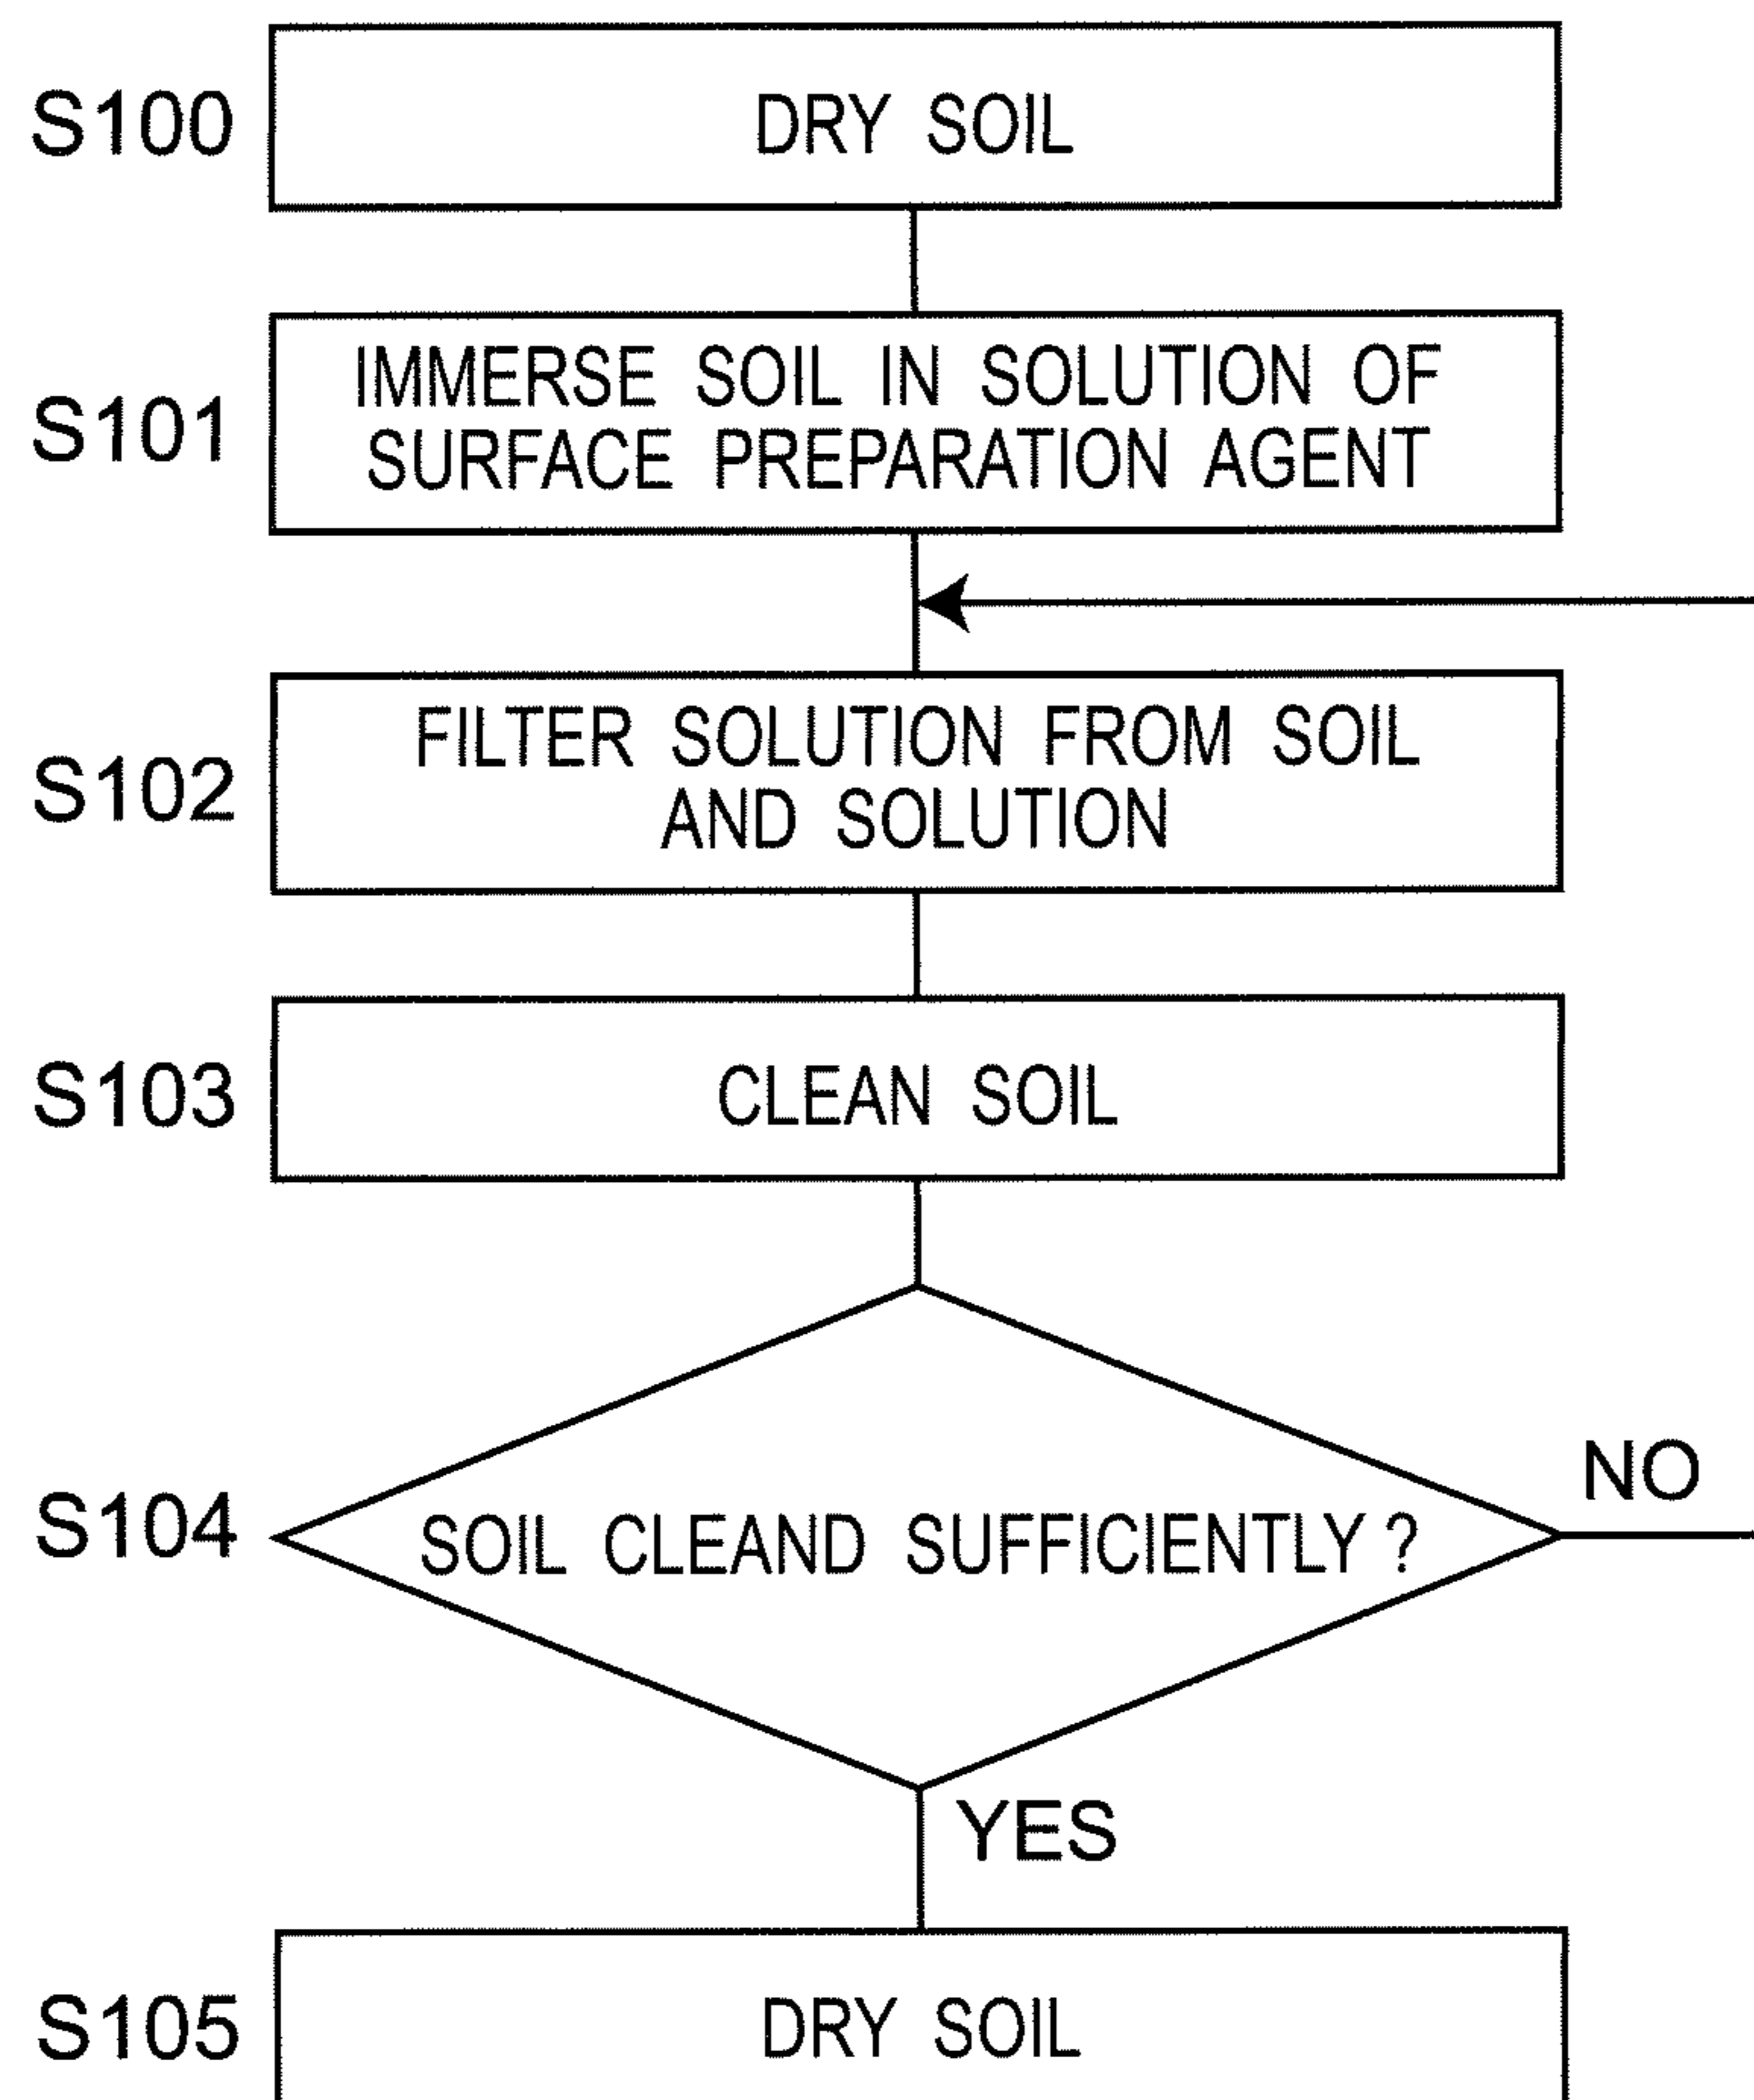 S100
DRY SOIL
S101
IMMERSE SOIL IN SOLUTION OF
SURFACE PREPARATION AGENT
S102
FILTER SOLUTION FROM SOIL
AND SOLUTION
S103
CLEAN SOIL
S104
SOIL CLEAND SUFFICIENTLY ?
NO
YES
S105
DRY SOIL